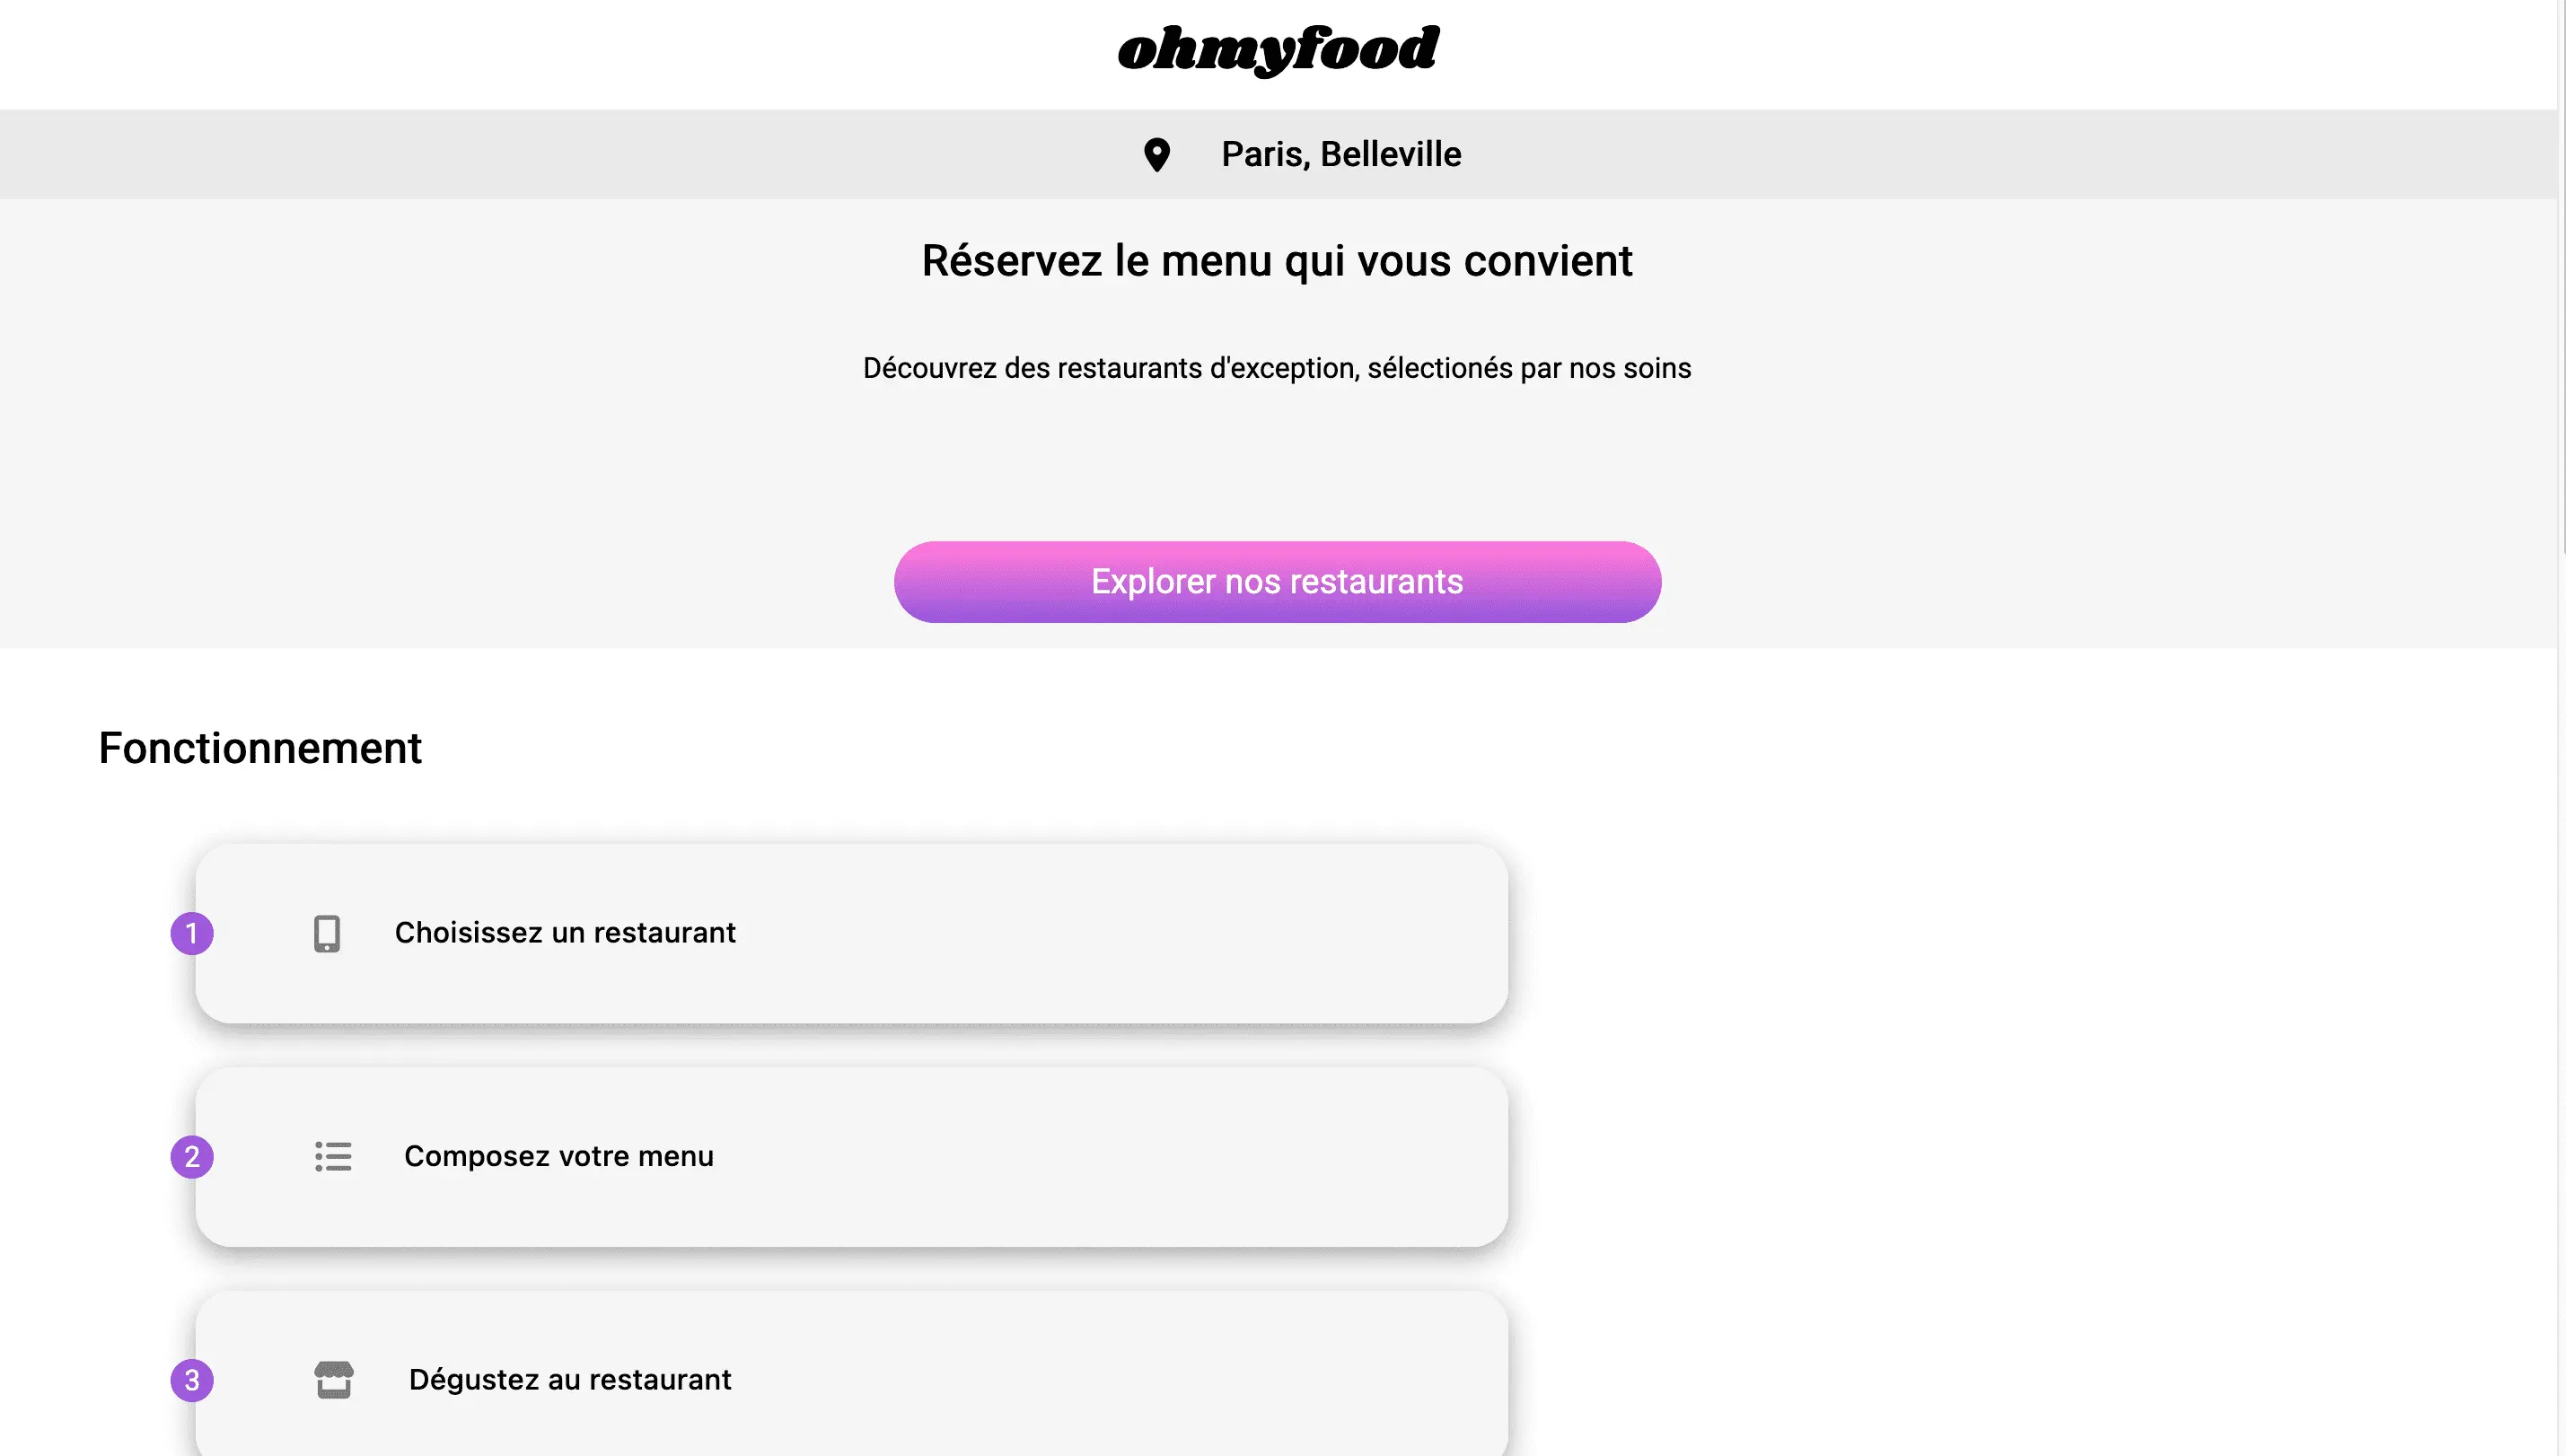 ohmyfood
Paris, Belleville
Réservez le menu qui vous convient
Découvrez des restaurants d'exception, sélectionés par nos soins
Explorer nos restaurants
Fonctionnement
1 Choisissez un restaurant
2 Composez votre menu
3 Dégustez au restaurant